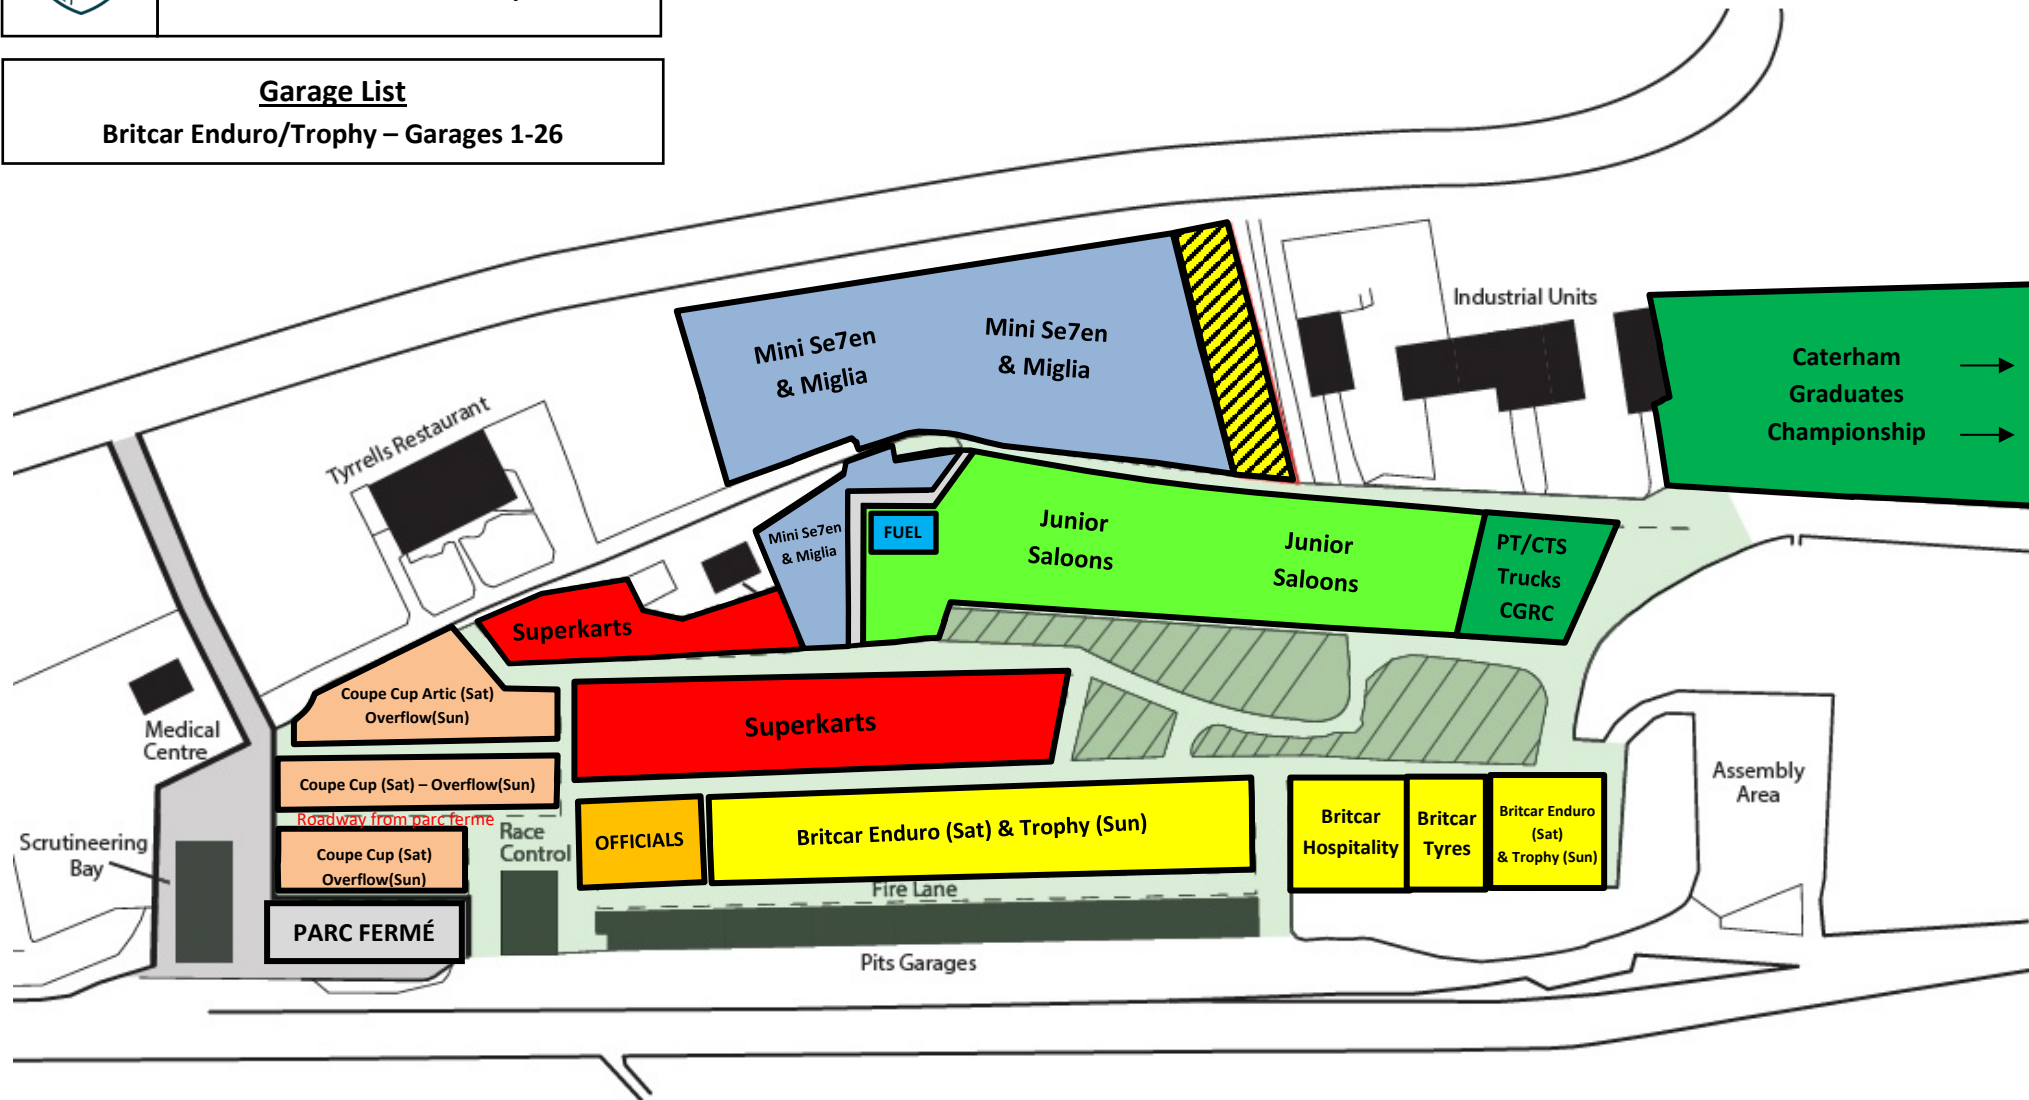 Garage List
Britcar Enduro/Trophy – Garages 1-26
Industrial Units
Mini Se7en
& Miglia
Mini Se7en
& Miglia
Caterham
Graduates
Championship
Tyrrells Restaurant
Mini Se7en
& Miglia
FUEL
Junior
Saloons
Junior
Saloons
PT/CTS
Trucks
CGRC
Superkarts
Coupe Cup Artic (Sat)
Overflow(Sun)
Superkarts
Medical
Centre
Coupe Cup (Sat) – Overflow(Sun)
Roadway from parc ferme
Assembly
Area
Scrutineering
Bay
Coupe Cup (Sat)
Overflow(Sun)
Race
Control
OFFICIALS
Britcar Enduro (Sat) & Trophy (Sun)
Britcar
Hospitality
Britcar
Tyres
Britcar Enduro
(Sat)
& Trophy (Sun)
Fire Lane
PARC FERMÉ
Pits Garages